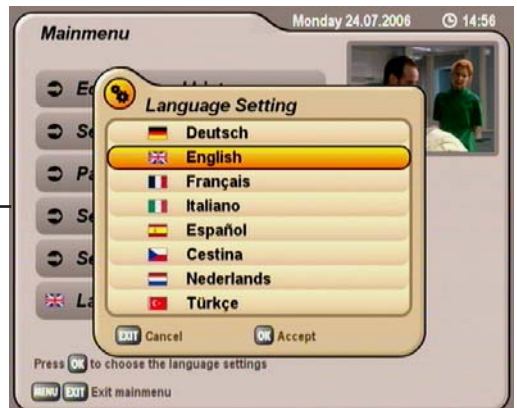 Monday 24.07.2006 14:56
Mainmenu
Language Setting
Deutsch
English
Français
Italiano
Español
Cestina
Nederlands
Türkçe
EXIT Cancel OK Accept
Press OK to choose the language settings
MENU EXIT Exit mainmenu